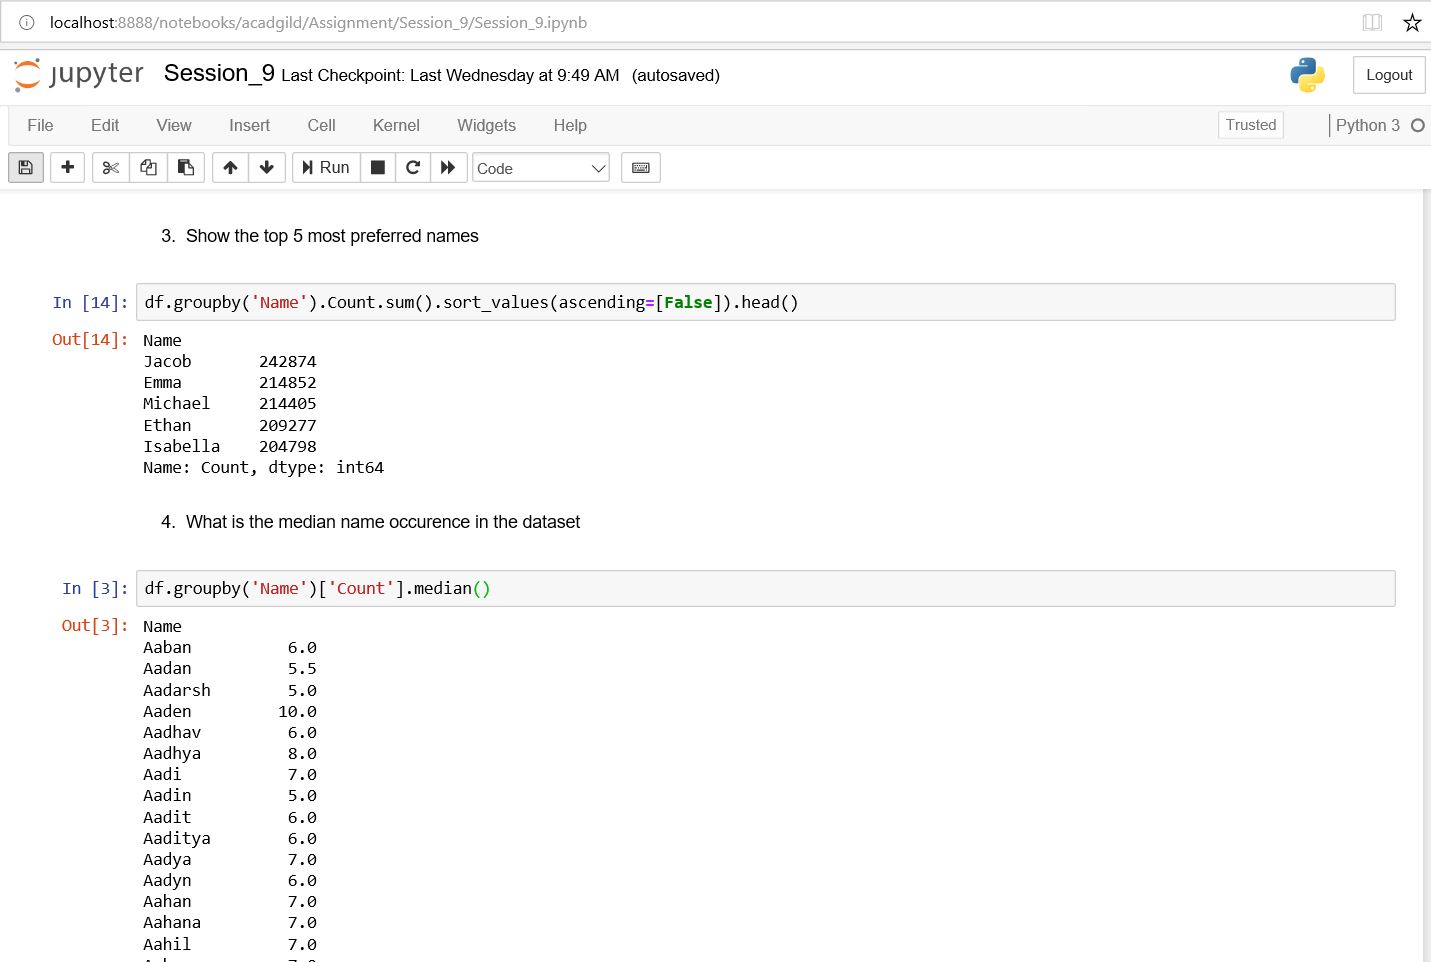 localhost:8888/notebooks/acadgild/Assignment/Session_9/Session_9.ipynb
jupyter Session_9 Last Checkpoint: Last Wednesday at 9:49 AM (autosaved)
Logout
File Edit View Insert Cell Kernel Widgets Help Trusted Python 3
Run Code
3. Show the top 5 most preferred names
In [14]: df.groupby('Name').Count.sum().sort_values(ascending=[False]).head()
Out[14]: Name
Jacob 242874
Emma 214852
Michael 214405
Ethan 209277
Isabella 204798
Name: Count, dtype: int64
4. What is the median name occurence in the dataset
In [3]: df.groupby('Name')['Count'].median()
Out[3]: Name
Aaban 6.0
Aadan 5.5
Aadarsh 5.0
Aaden 10.0
Aadhav 6.0
Aadhya 8.0
Aadi 7.0
Aadin 5.0
Aadit 6.0
Aaditya 6.0
Aadya 7.0
Aadyn 6.0
Aahan 7.0
Aahana 7.0
Aahil 7.0